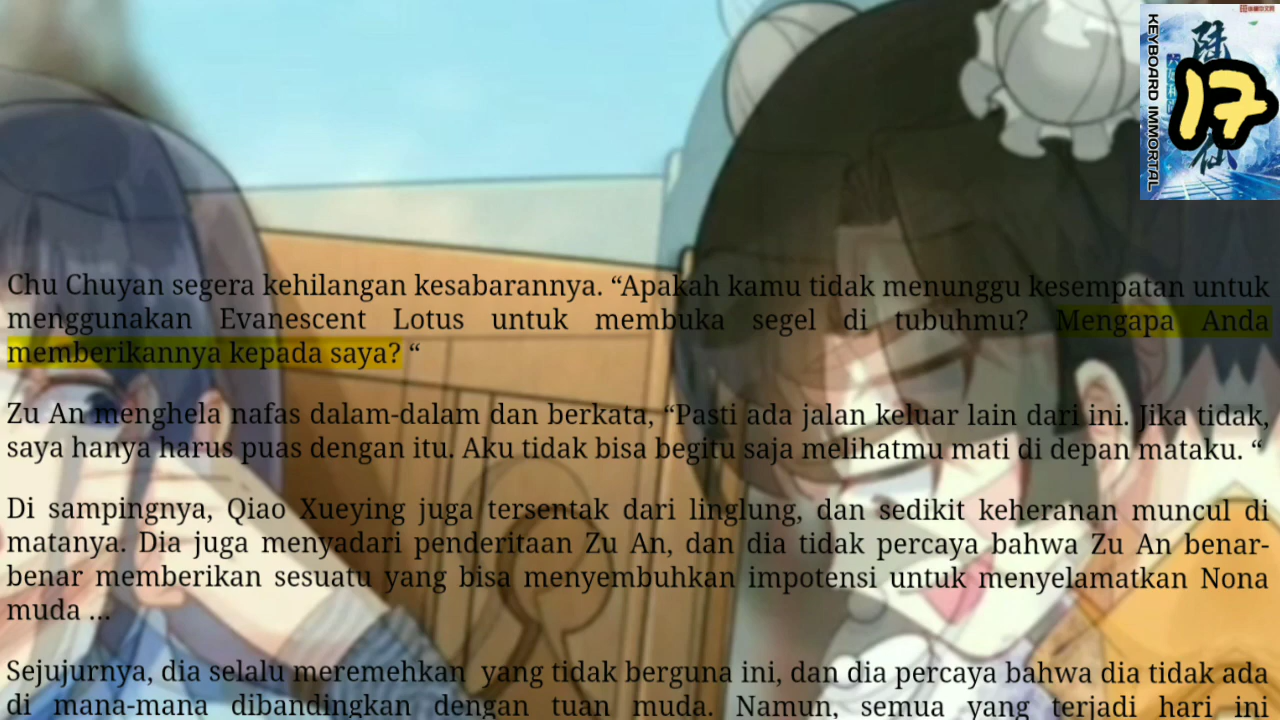 KEYBOARD IMMORTAL
陸
仙
17
Chu Chuyan segera kehilangan kesabarannya. “Apakah kamu tidak menunggu kesempatan untuk
menggunakan Evanescent Lotus untuk membuka segel di tubuhmu? Mengapa Anda
memberikannya kepada saya? “
Zu An menghela nafas dalam-dalam dan berkata, “Pasti ada jalan keluar lain dari ini. Jika tidak,
saya hanya harus puas dengan itu. Aku tidak bisa begitu saja melihatmu mati di depan mataku. “
Di sampingnya, Qiao Xueying juga tersentak dari linglung, dan sedikit keheranan muncul di
matanya. Dia juga menyadari penderitaan Zu An, dan dia tidak percaya bahwa Zu An benar-
benar memberikan sesuatu yang bisa menyembuhkan impotensi untuk menyelamatkan Nona
muda ...
Sejujurnya, dia selalu meremehkan yang tidak berguna ini, dan dia percaya bahwa dia tidak ada
di mana-mana dibandingkan dengan tuan muda. Namun, semua yang terjadi hari ini